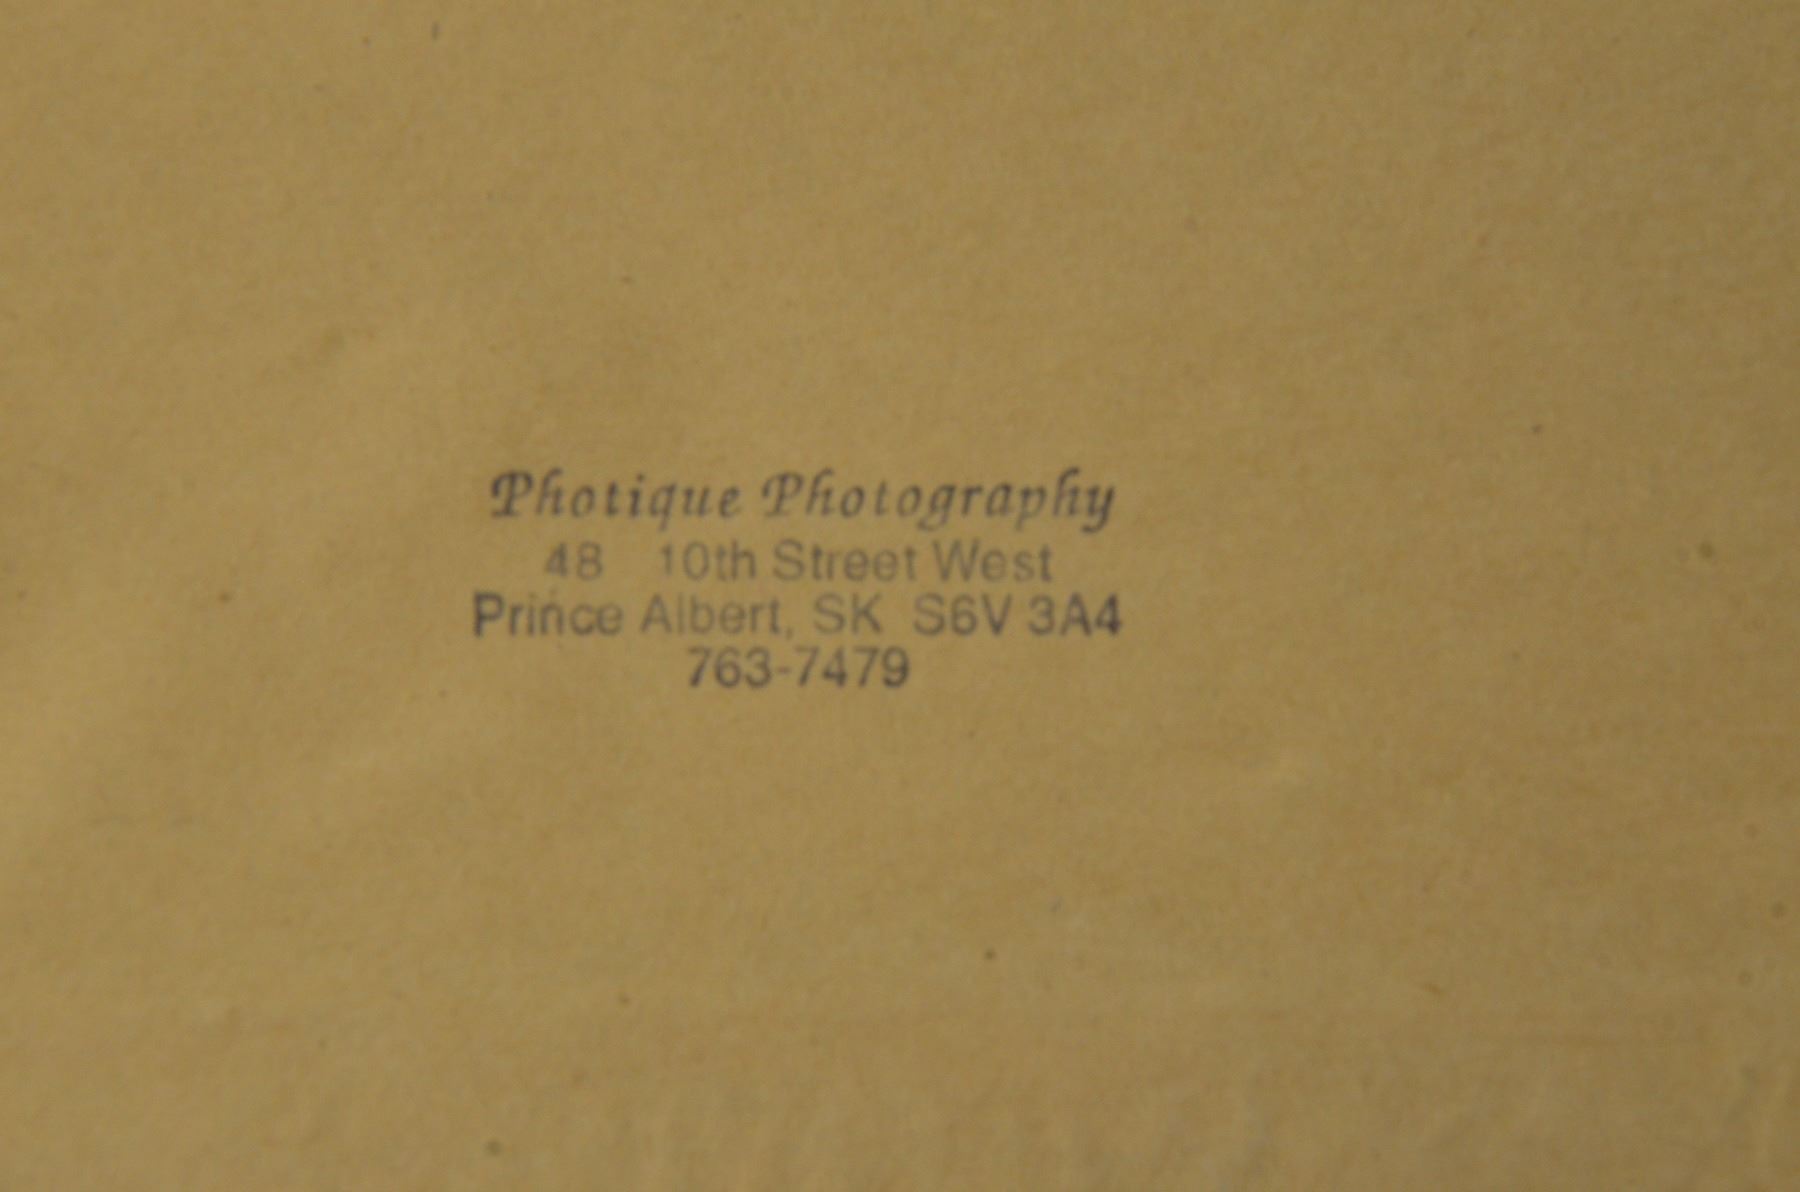 Photique Photography
48 10th Street West
Prince Albert, SK S6V 3A4
763-7479